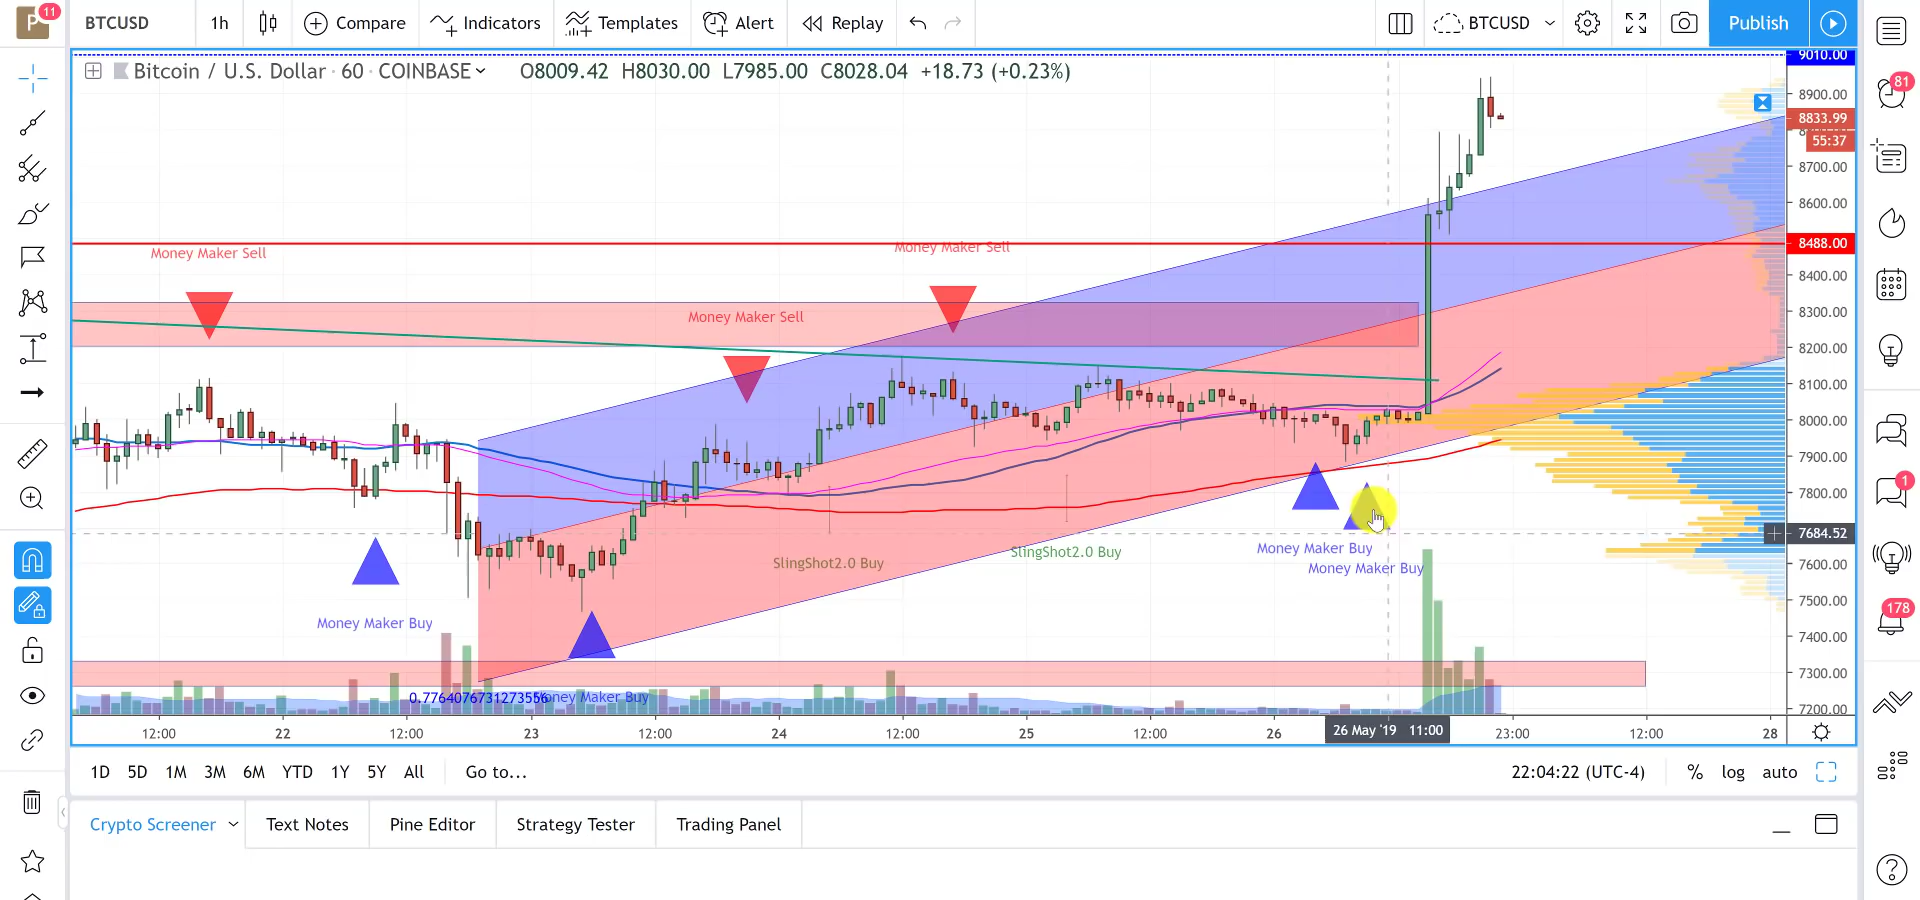 P 11
BTCUSD 1h Compare Indicators Templates Alert Replay BTCUSD Publish
Bitcoin / U.S. Dollar · 60 · COINBASE O8009.42 H8030.00 L7985.00 C8028.04 +18.73 (+0.23%)
9010.00
8900.00
8833.99
55:37
8700.00
8600.00
8488.00
8400.00
8300.00
8200.00
8100.00
8000.00
7900.00
7800.00
7684.52
7600.00
7500.00
7400.00
7300.00
7200.00
Money Maker Sell
Money Maker Sell
Money Maker Sell
SlingShot2.0 Buy
SlingShot2.0 Buy
Money Maker Buy
Money Maker Buy
Money Maker Buy
0.7764076731273556
Money Maker Buy
12:00 22 12:00 23 12:00 24 12:00 25 12:00 26 26 May '19 11:00 23:00 12:00 28
1D 5D 1M 3M 6M YTD 1Y 5Y All Go to... 22:04:22 (UTC-4) % log auto
Crypto Screener Text Notes Pine Editor Strategy Tester Trading Panel
81
1
178